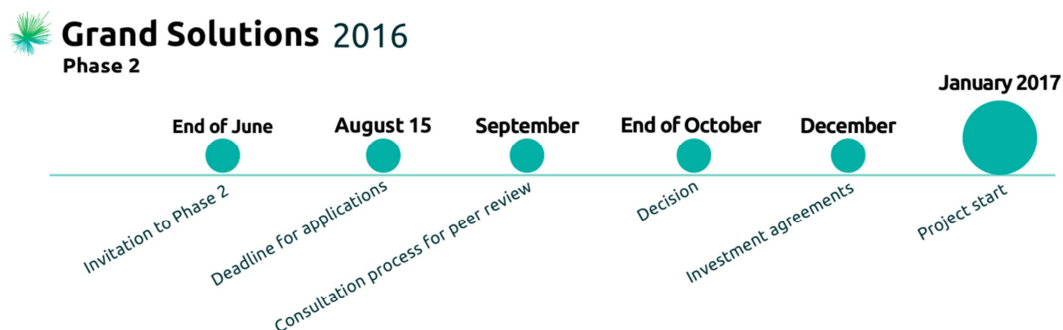 Grand Solutions 2016
Phase 2
January 2017
End of June
August 15
September
End of October
December
Invitation to Phase 2
Deadline for applications
Consultation process for peer review
Decision
Investment agreements
Project start